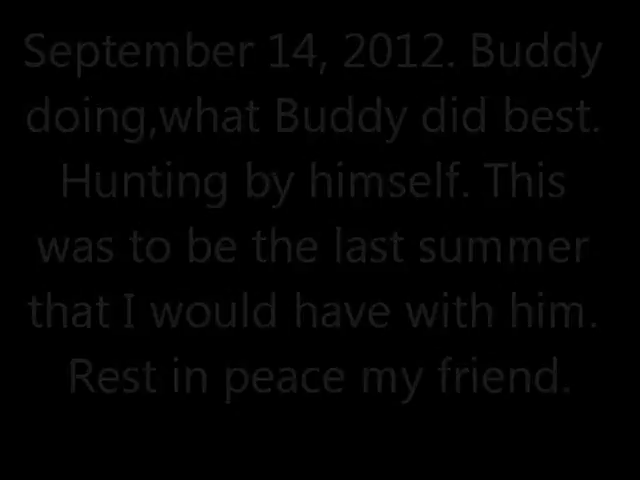 September 14, 2012. Buddy
doing,what Buddy did best.
Hunting by himself. This
was to be the last summer
that I would have with him.
Rest in peace my friend.